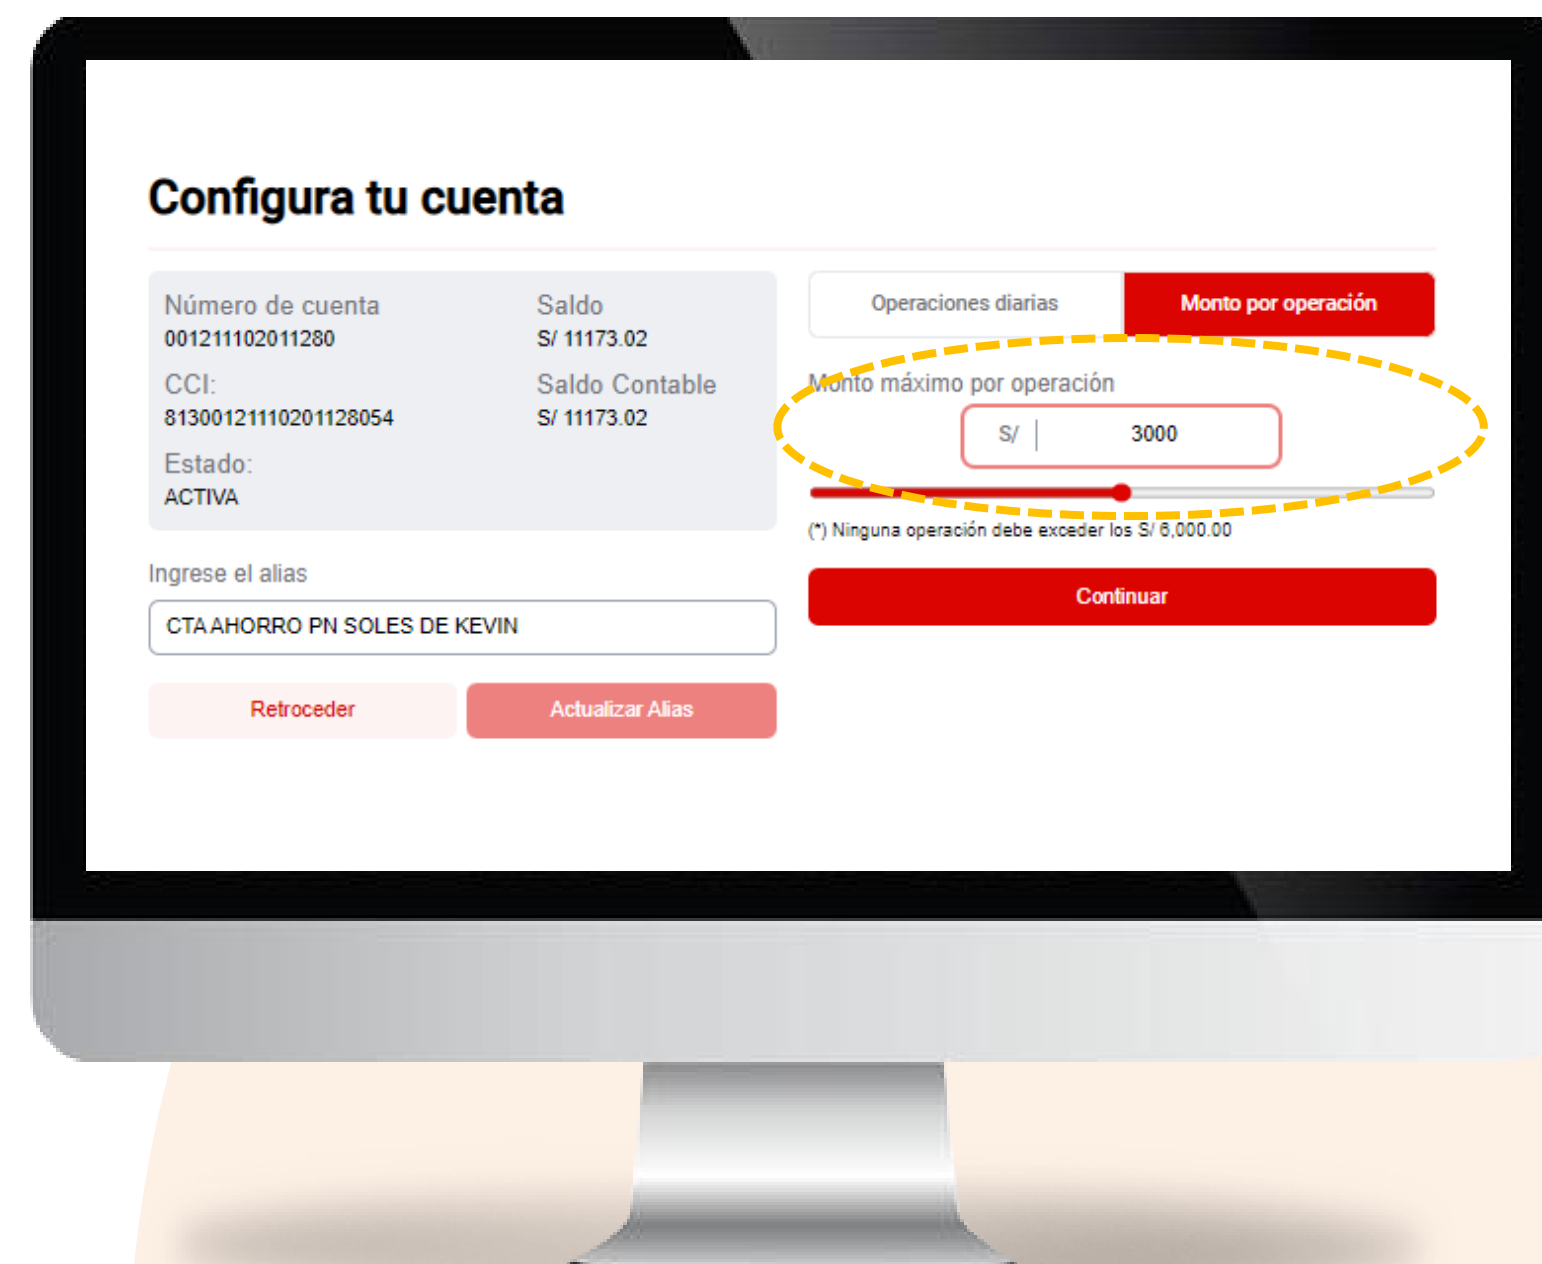 Configura tu cuenta
Número de cuenta
001211102011280
Saldo
S/ 11173.02
CCI:
81300121110201128054
Saldo Contable
S/ 11173.02
Estado:
ACTIVA
Ingrese el alias
CTA AHORRO PN SOLES DE KEVIN
Retroceder
Actualizar Alias
Operaciones diarias
Monto por operación
Monto máximo por operación
S/ 3000
(*) Ninguna operación debe exceder los S/ 6,000.00
Continuar